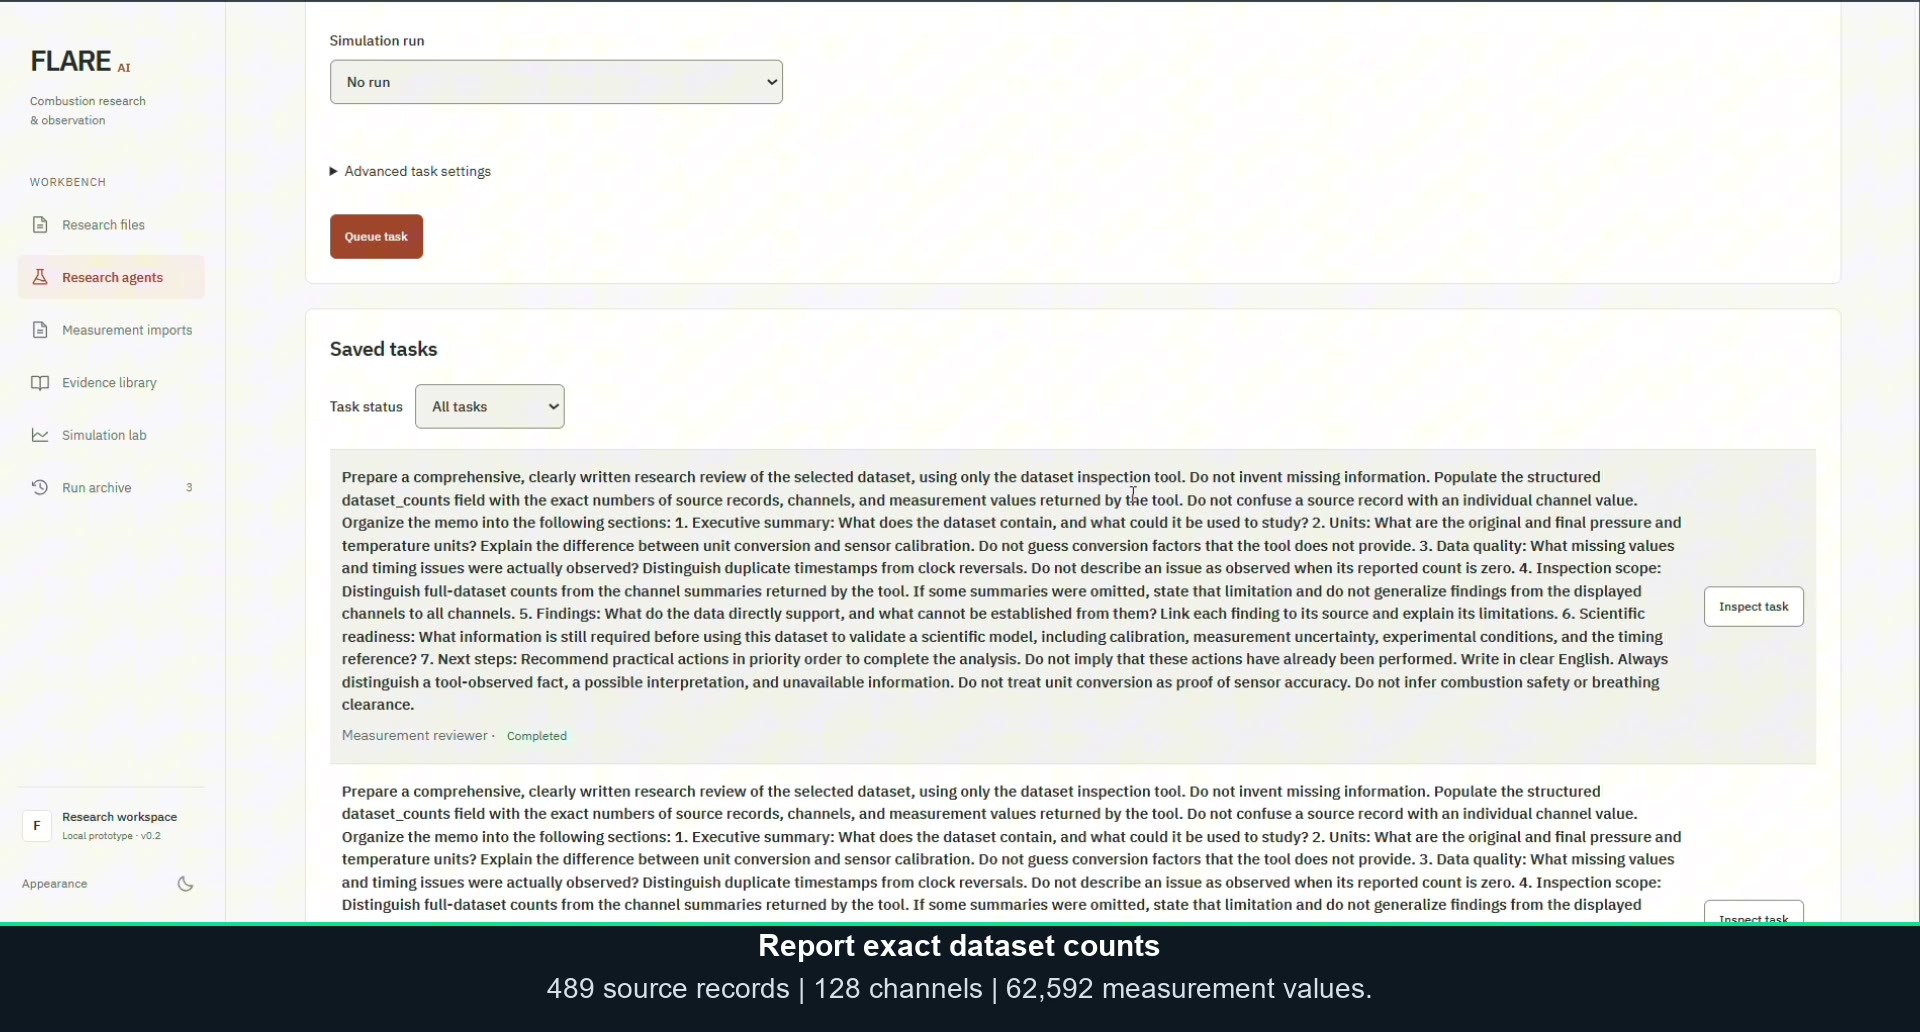 FLARE AI
Combustion research
& observation
WORKBENCH
Research files
Research agents
Measurement imports
Evidence library
Simulation lab
Run archive 3
F
Research workspace
Local prototype · v0.2
Appearance
Simulation run
No run
Advanced task settings
Queue task
Saved tasks
Task status All tasks
Prepare a comprehensive, clearly written research review of the selected dataset, using only the dataset inspection tool. Do not invent missing information. Populate the structured
dataset_counts field with the exact numbers of source records, channels, and measurement values returned by the tool. Do not confuse a source record with an individual channel value.
Organize the memo into the following sections: 1. Executive summary: What does the dataset contain, and what could it be used to study? 2. Units: What are the original and final pressure and
temperature units? Explain the difference between unit conversion and sensor calibration. Do not guess conversion factors that the tool does not provide. 3. Data quality: What missing values
and timing issues were actually observed? Distinguish duplicate timestamps from clock reversals. Do not describe an issue as observed when its reported count is zero. 4. Inspection scope:
Distinguish full-dataset counts from the channel summaries returned by the tool. If some summaries were omitted, state that limitation and do not generalize findings from the displayed
channels to all channels. 5. Findings: What do the data directly support, and what cannot be established from them? Link each finding to its source and explain its limitations. 6. Scientific
readiness: What information is still required before using this dataset to validate a scientific model, including calibration, measurement uncertainty, experimental conditions, and the timing
reference? 7. Next steps: Recommend practical actions in priority order to complete the analysis. Do not imply that these actions have already been performed. Write in clear English. Always
distinguish a tool-observed fact, a possible interpretation, and unavailable information. Do not treat unit conversion as proof of sensor accuracy. Do not infer combustion safety or breathing
clearance.
Measurement reviewer · Completed
Inspect task
Prepare a comprehensive, clearly written research review of the selected dataset, using only the dataset inspection tool. Do not invent missing information. Populate the structured
dataset_counts field with the exact numbers of source records, channels, and measurement values returned by the tool. Do not confuse a source record with an individual channel value.
Organize the memo into the following sections: 1. Executive summary: What does the dataset contain, and what could it be used to study? 2. Units: What are the original and final pressure and
temperature units? Explain the difference between unit conversion and sensor calibration. Do not guess conversion factors that the tool does not provide. 3. Data quality: What missing values
and timing issues were actually observed? Distinguish duplicate timestamps from clock reversals. Do not describe an issue as observed when its reported count is zero. 4. Inspection scope:
Distinguish full-dataset counts from the channel summaries returned by the tool. If some summaries were omitted, state that limitation and do not generalize findings from the displayed
Inspect task
Report exact dataset counts
489 source records | 128 channels | 62,592 measurement values.